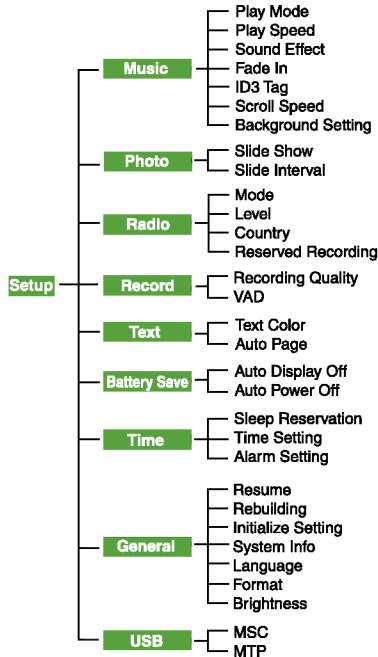 Setup
Music
Play Mode
Play Speed
Sound Effect
Fade In
ID3 Tag
Scroll Speed
Background Setting
Photo
Slide Show
Slide Interval
Radio
Mode
Level
Country
Reserved Recording
Record
Recording Quality
VAD
Text
Text Color
Auto Page
Battery Save
Auto Display Off
Auto Power Off
Time
Sleep Reservation
Time Setting
Alarm Setting
General
Resume
Rebuilding
Initialize Setting
System Info
Language
Format
Brightness
USB
MSC
MTP